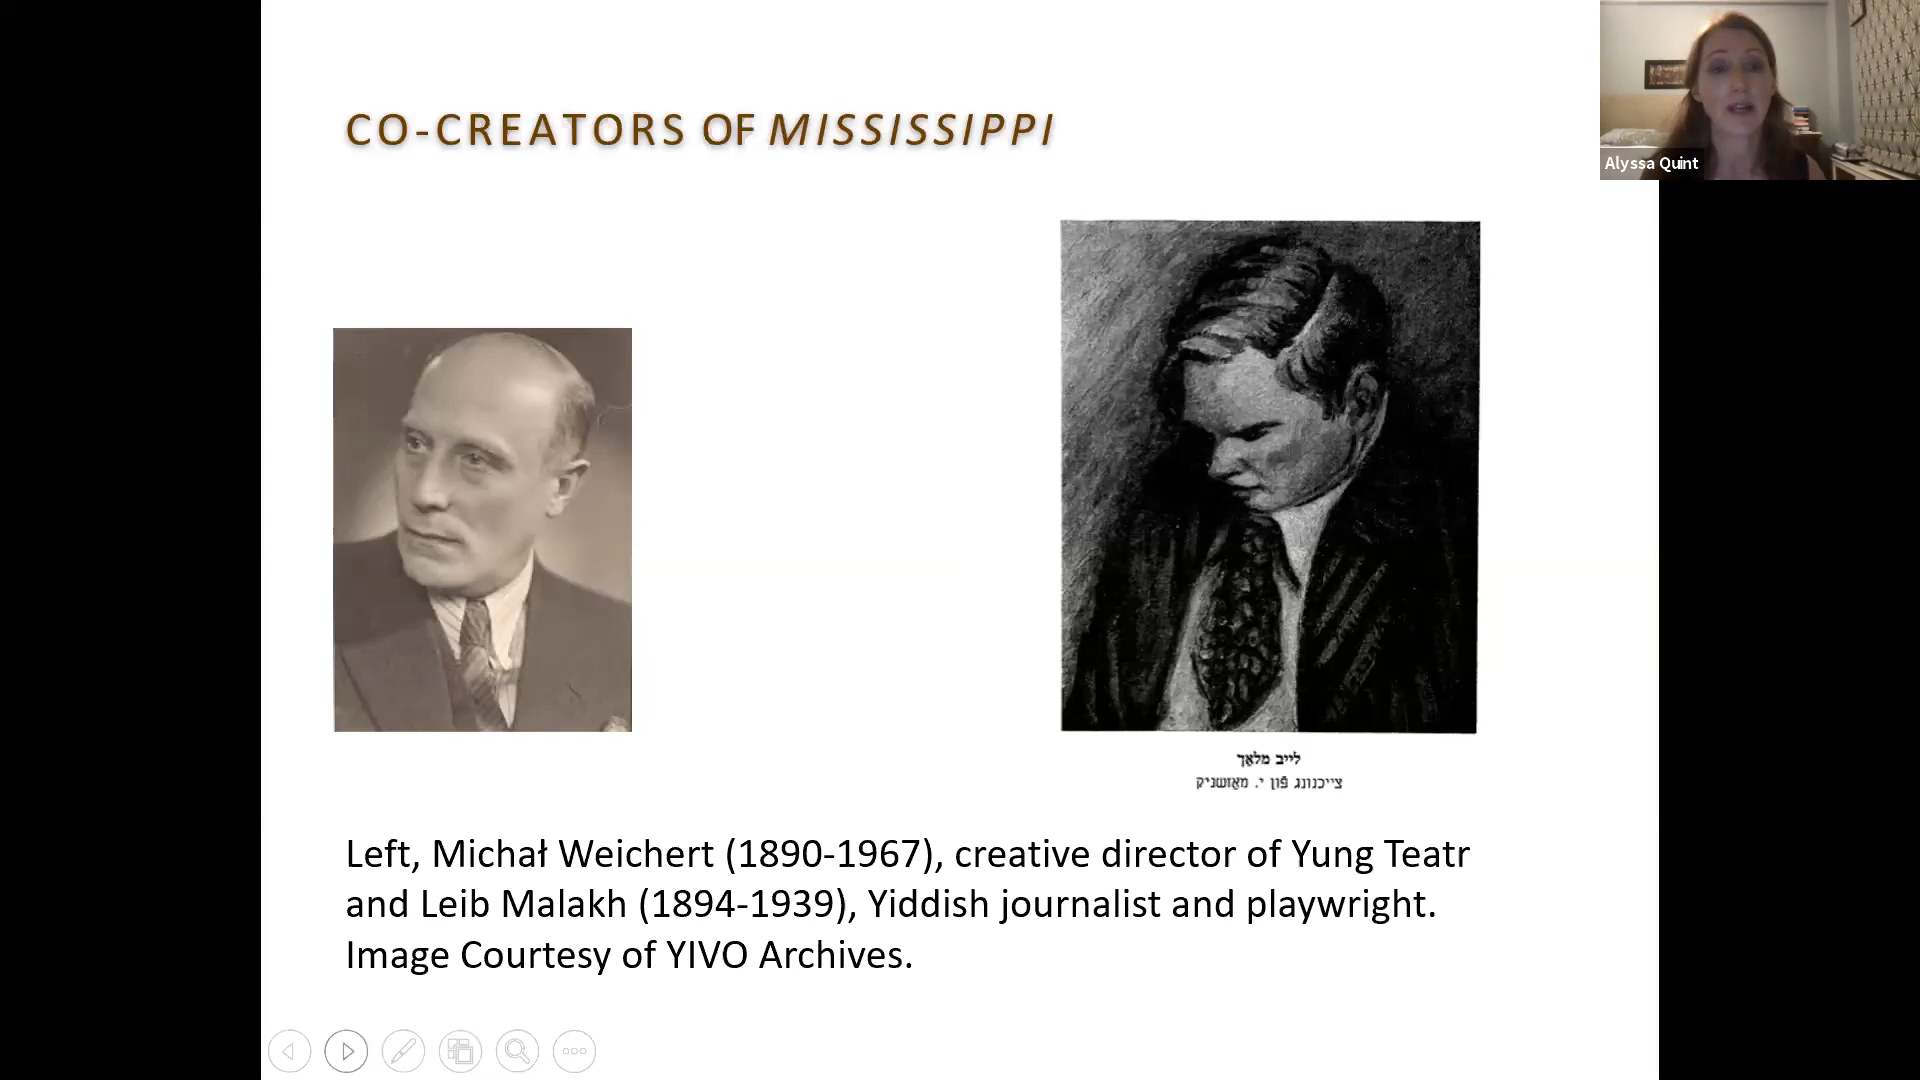 CO-CREATORS OF MISSISSIPPI
Alyssa Quint
לייב מלאַך
צייכנונג פֿון י. מאַזשניק
Left, Michał Weichert (1890-1967), creative director of Yung Teatr
and Leib Malakh (1894-1939), Yiddish journalist and playwright.
Image Courtesy of YIVO Archives.